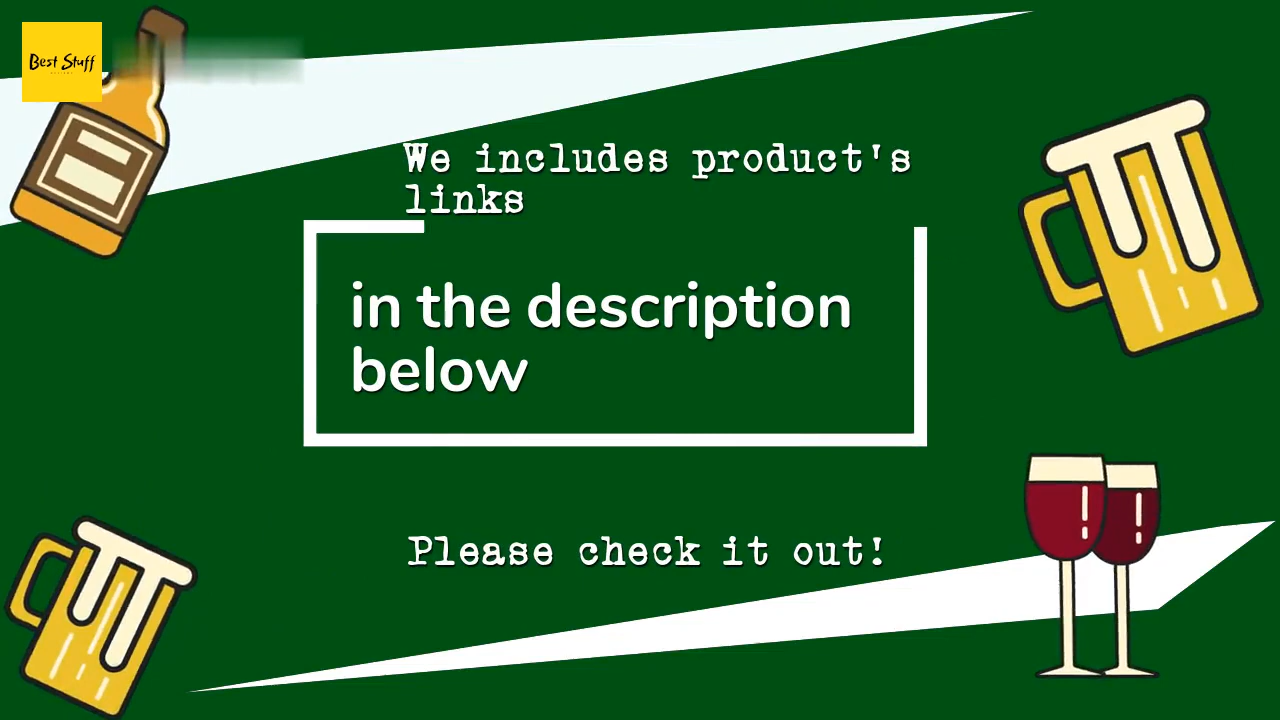 Best Stuff
We includes product's
links
in the description
below
Please check it out!